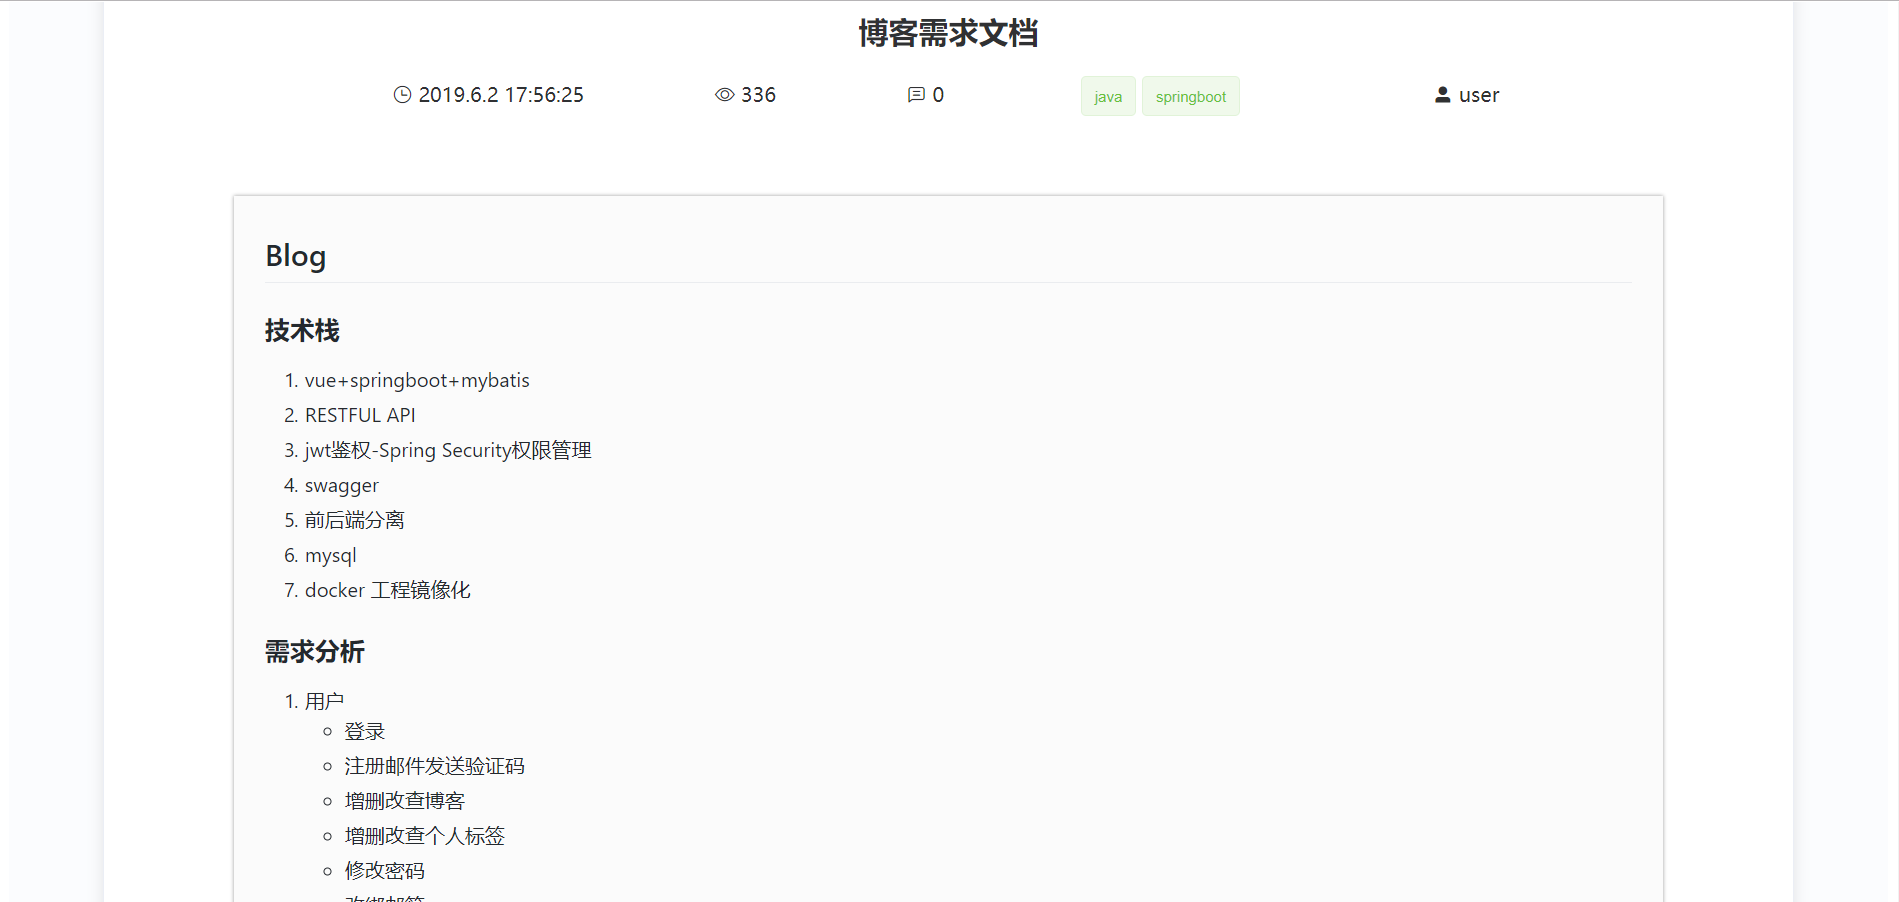 博客需求文档
2019.6.2 17:56:25 336 0 java springboot user
Blog
技术栈
1. vue+springboot+mybatis
2. RESTFUL API
3. jwt鉴权-Spring Security权限管理
4. swagger
5. 前后端分离
6. mysql
7. docker 工程镜像化
需求分析
1. 用户
登录
注册邮件发送验证码
增删改查博客
增删改查个人标签
修改密码